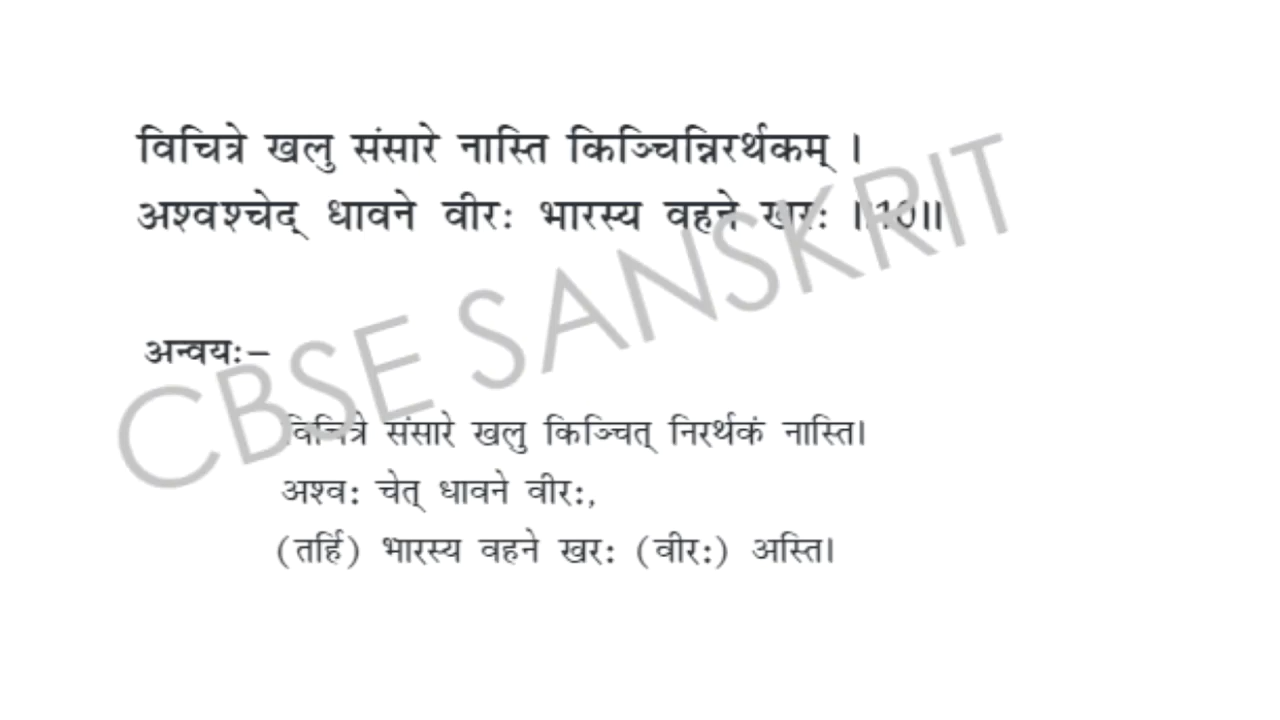 विचित्रे खलु संसारे नास्ति किञ्चिन्निरर्थकम् ।
अश्वश्चेद् धावने वीरः भारस्य वहने खरः ॥10॥
CBSE SANSKRIT
अन्वयः–
विचित्रे संसारे खलु किञ्चित् निरर्थकं नास्ति।
अश्वः चेत् धावने वीरः,
(तर्हि) भारस्य वहने खरः (वीरः) अस्ति।